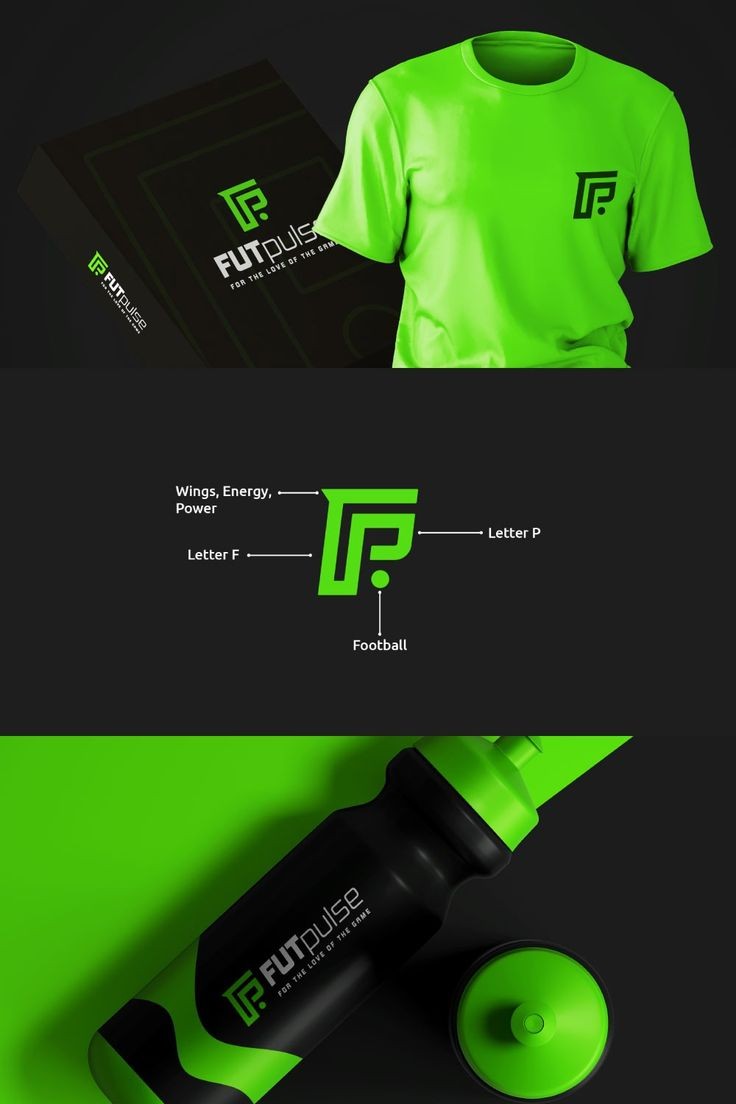 FUTpulse
FOR THE LOVE OF THE GAME
FUTpulse
FOR THE LOVE OF THE GAME
Wings, Energy,
Power
Letter F
Letter P
Football
FUTpulse
FOR THE LOVE OF THE GAME